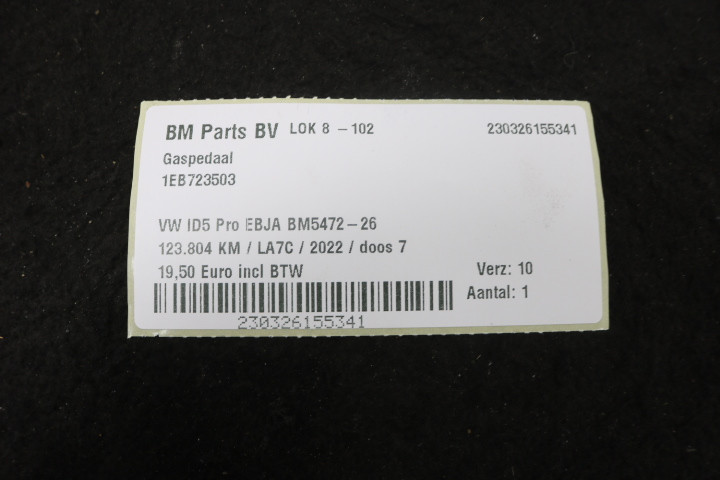 BM Parts BV LOK 8 - 102 230326155341
Gaspedaal
1EB723503
VW ID5 Pro EBJA BM5472-26
123.804 KM / LA7C / 2022 / doos 7
19,50 Euro incl BTW Verz: 10
Aantal: 1
230326155341